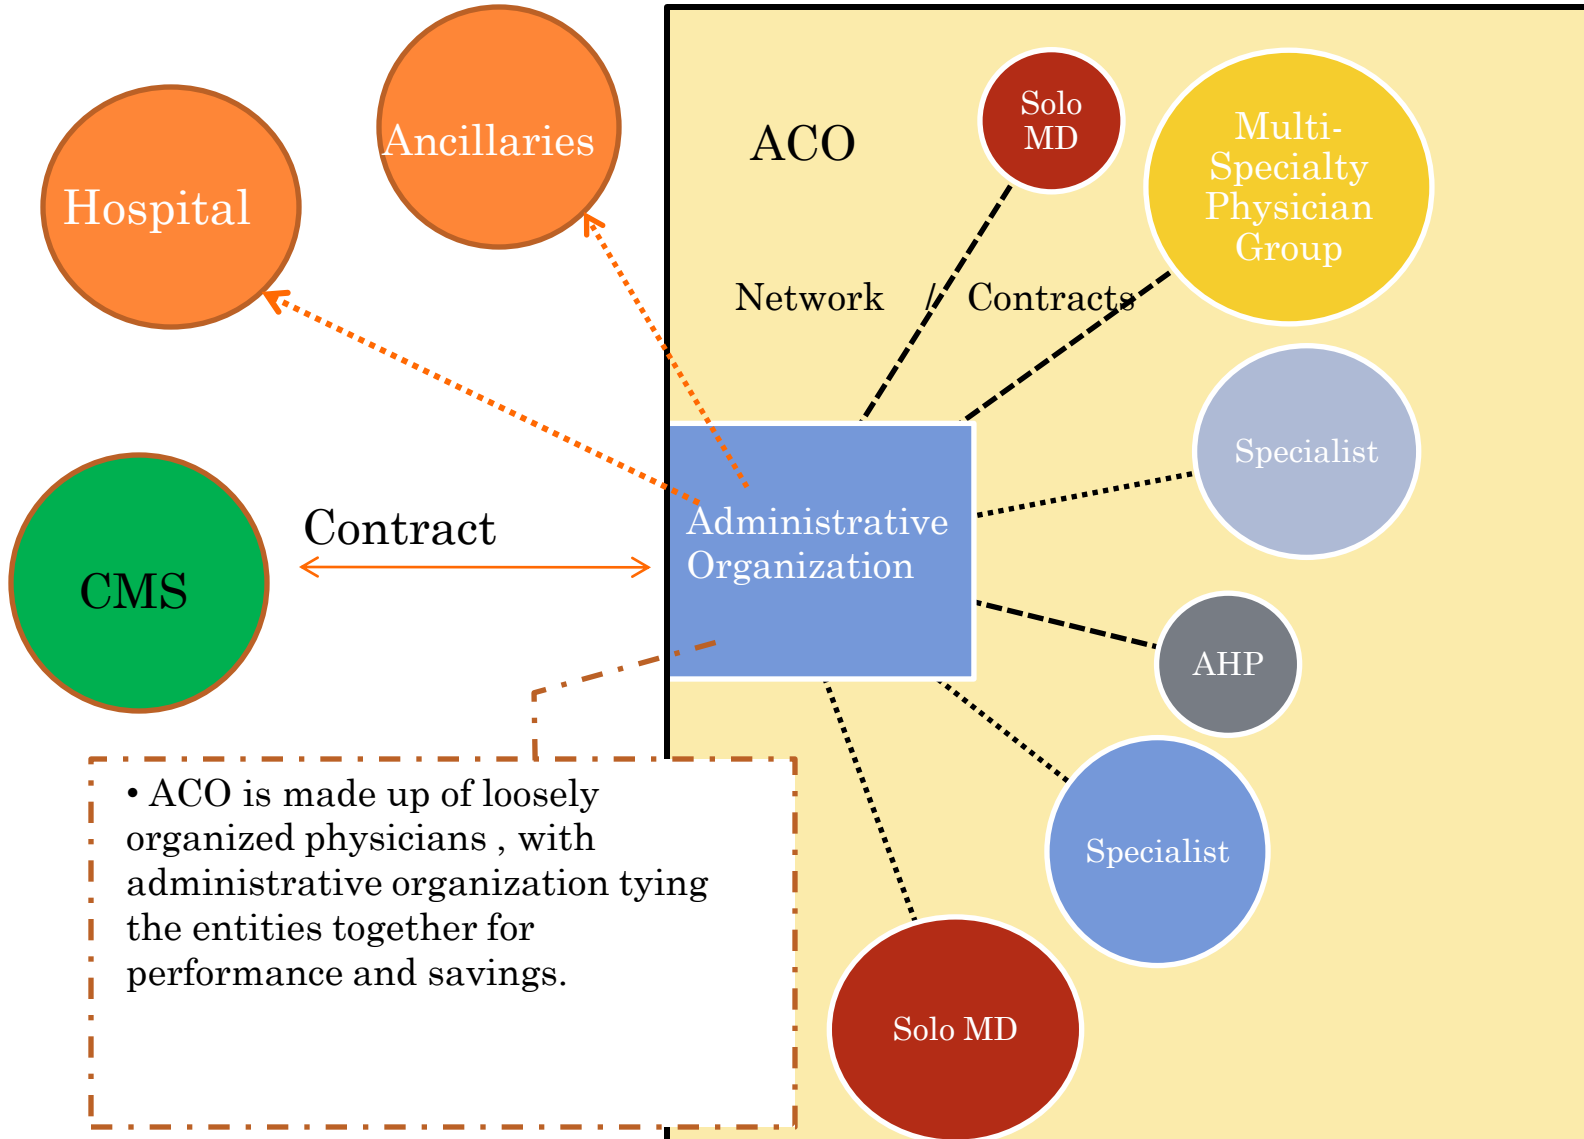 Ancillaries
Hospital
ACO
Solo
MD
Multi-
Specialty
Physician
Group
Network / Contracts
Specialist
Contract
Administrative
Organization
CMS
AHP
• ACO is made up of loosely
organized physicians , with
administrative organization tying
the entities together for
performance and savings.
Specialist
Solo MD